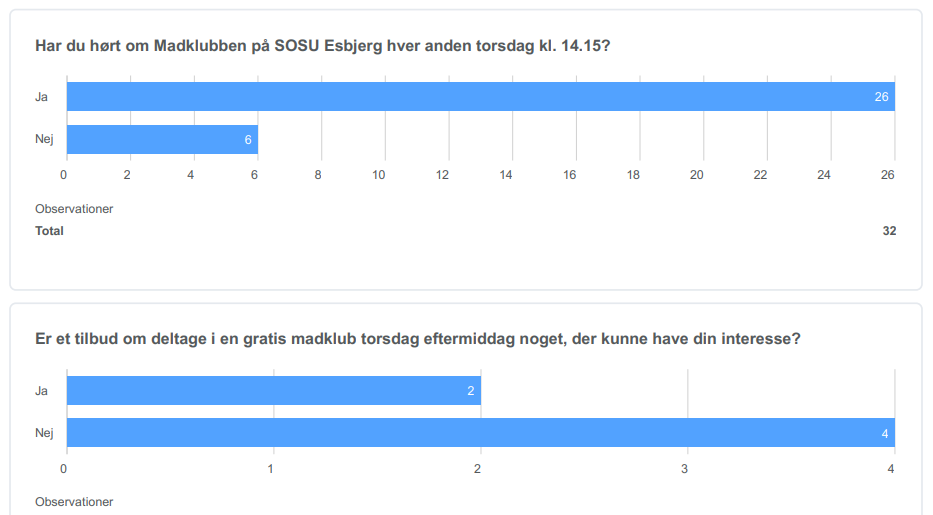 Har du hørt om Madklubben på SOSU Esbjerg hver anden torsdag kl. 14.15?
Ja 26
Nej 6
0 2 4 6 8 10 12 14 16 18 20 22 24 26
Observationer
Total 32
Er et tilbud om deltage i en gratis madklub torsdag eftermiddag noget, der kunne have din interesse?
Ja 2
Nej 4
0 1 2 3 4
Observationer